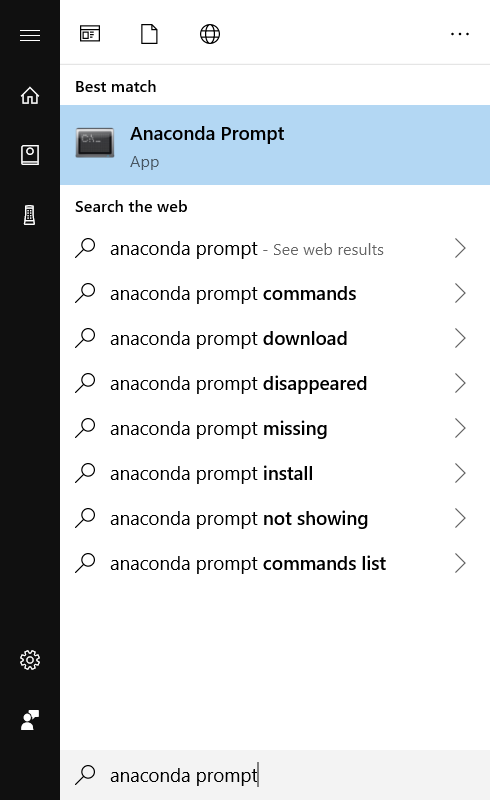 Best match
Anaconda Prompt
App
Search the web
anaconda prompt - See web results
anaconda prompt commands
anaconda prompt download
anaconda prompt disappeared
anaconda prompt missing
anaconda prompt install
anaconda prompt not showing
anaconda prompt commands list
anaconda prompt